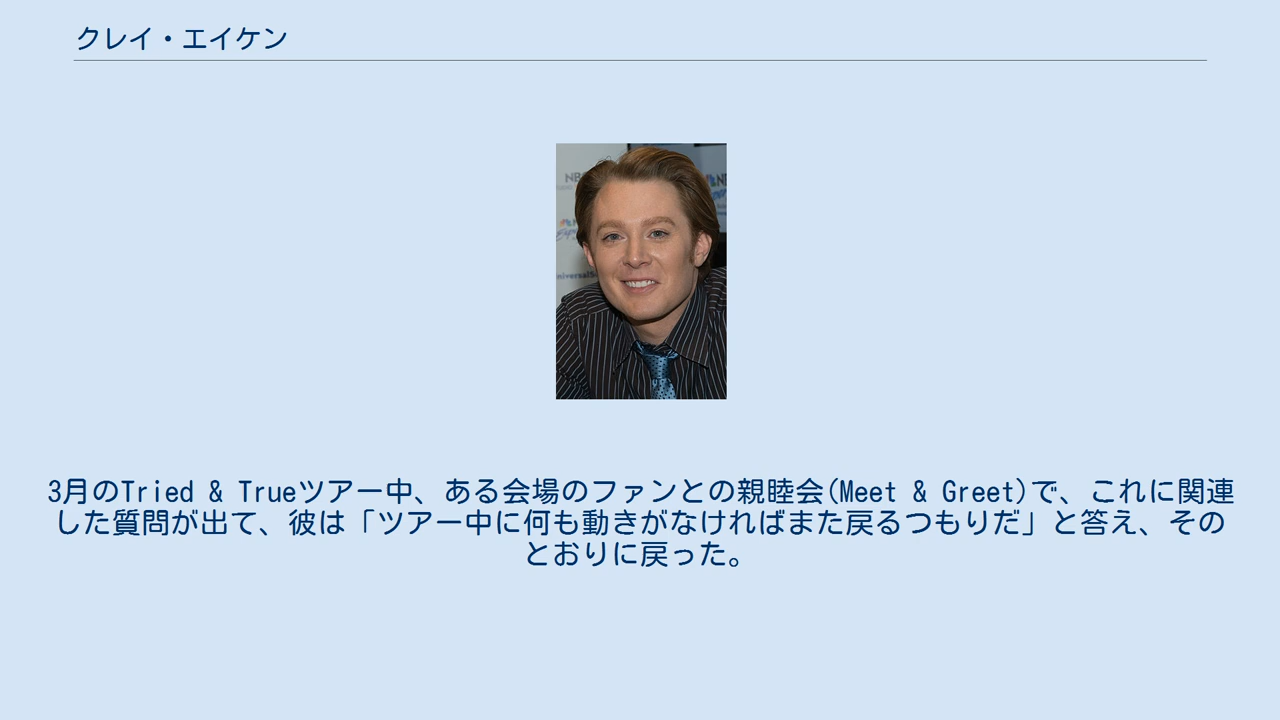 クレイ・エイケン
NB
universalS
3月のTried & Trueツアー中、ある会場のファンとの親睦会(Meet & Greet)で、これに関連
した質問が出て、彼は「ツアー中に何も動きがなければまた戻るつもりだ」と答え、その
とおりに戻った。